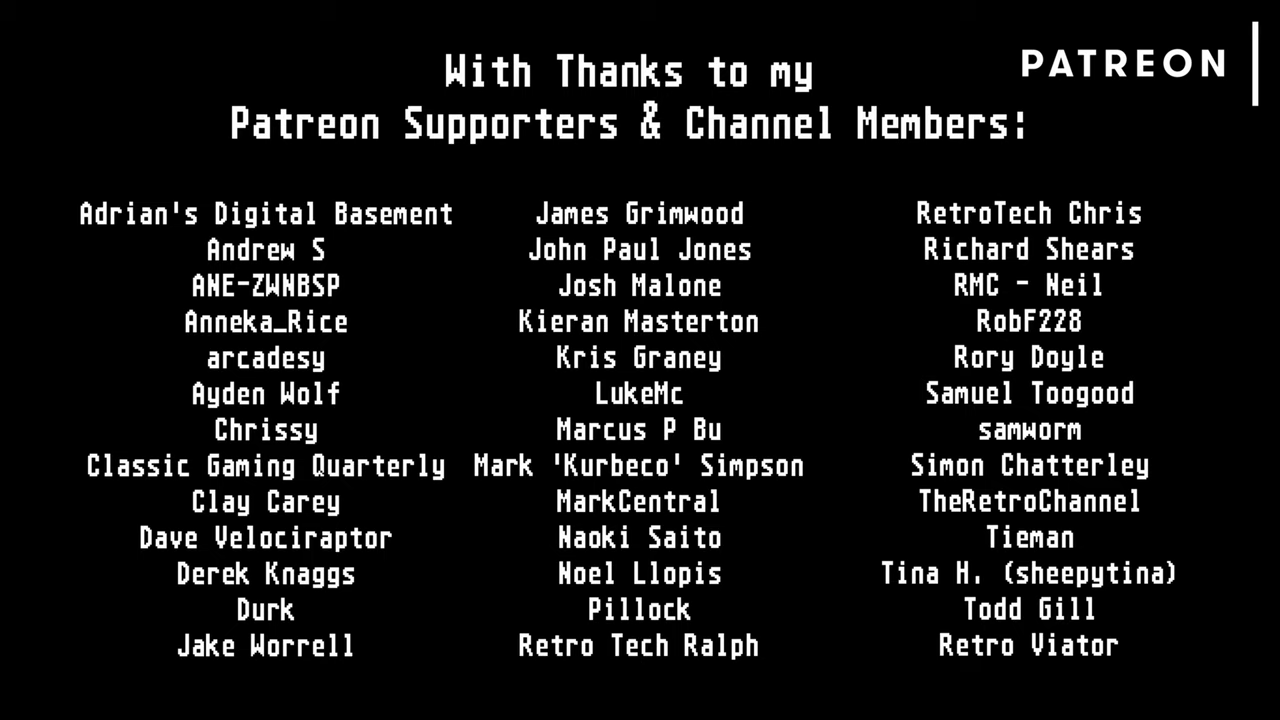 With Thanks to my
PATREON
Patreon Supporters & Channel Members:
Adrian's Digital Basement
Andrew S
ANE-ZWNBSP
Anneka_Rice
arcadesy
Ayden Wolf
Chrissy
Classic Gaming Quarterly
Clay Carey
Dave Velociraptor
Derek Knaggs
Durk
Jake Worrell
James Grimwood
John Paul Jones
Josh Malone
Kieran Masterton
Kris Graney
LukeMc
Marcus P Bu
Mark 'Kurbeco' Simpson
MarkCentral
Naoki Saito
Noel Llopis
Pillock
Retro Tech Ralph
RetroTech Chris
Richard Shears
RMC - Neil
RobF228
Rory Doyle
Samuel Toogood
samworm
Simon Chatterley
TheRetroChannel
Tieman
Tina H. (sheepytina)
Todd Gill
Retro Viator